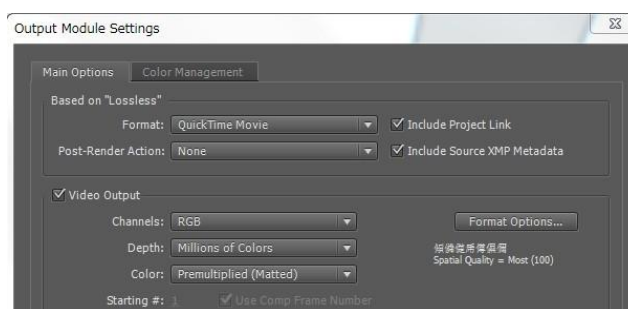 Output Module Settings
Main Options Color Management
Based on "Lossless"
Format: QuickTime Movie Include Project Link
Post-Render Action: None Include Source XMP Metadata
Video Output
Channels: RGB Format Options...
Depth: Millions of Colors
Spatial Quality = Most (100)
Color: Premultiplied (Matted)
Starting #: 1 Use Comp Frame Number